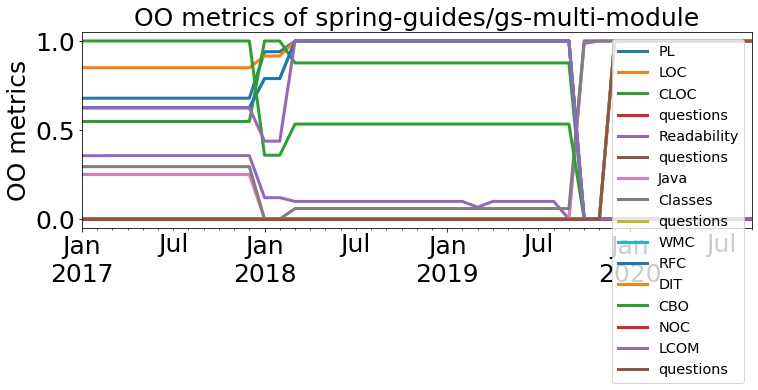 OO metrics of spring-guides/gs-multi-module
OO metrics
1.0
0.5
0.0
Jan
2017
Jul
Jan
2018
Jul
Jan
2019
Jul
Jan
2020
Jul
PL
LOC
CLOC
questions
Readability
questions
Java
Classes
questions
WMC
RFC
DIT
CBO
NOC
LCOM
questions